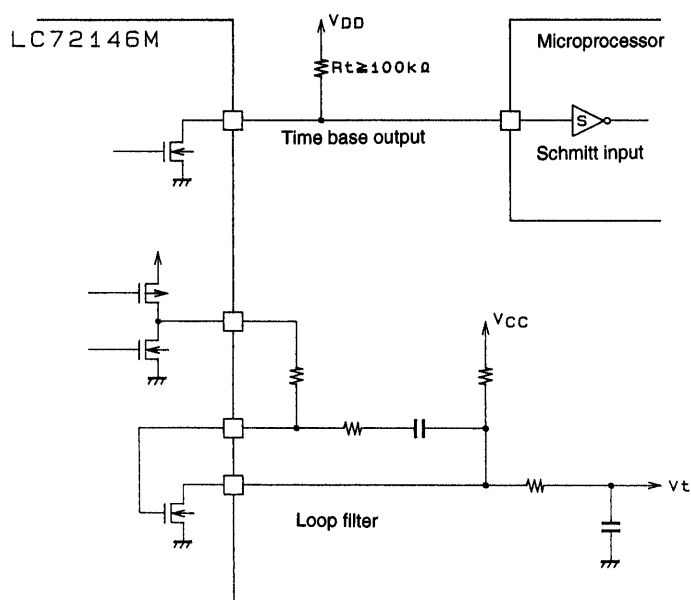 LC72146M
VDD
Rt≧100kΩ
Microprocessor
Time base output
S
Schmitt input
VCC
Vt
Loop filter